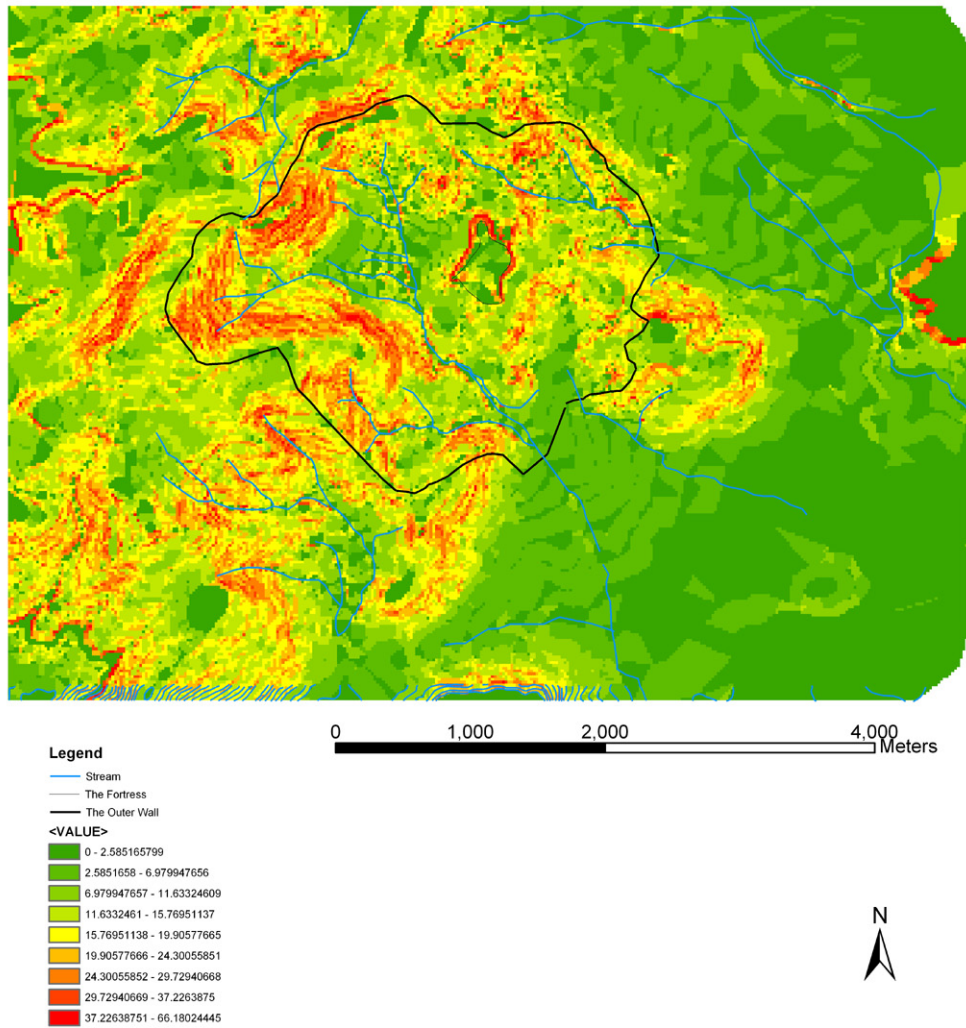 0 1,000 2,000 4,000
Meters
Legend
Stream
The Fortress
The Outer Wall
<VALUE>
0 - 2.585165799
2.5851658 - 6.979947656
6.979947657 - 11.63324609
11.6332461 - 15.76951137
15.76951138 - 19.90577665
19.90577666 - 24.30055851
24.30055852 - 29.72940668
29.72940669 - 37.2263875
37.22638751 - 66.18024445
N